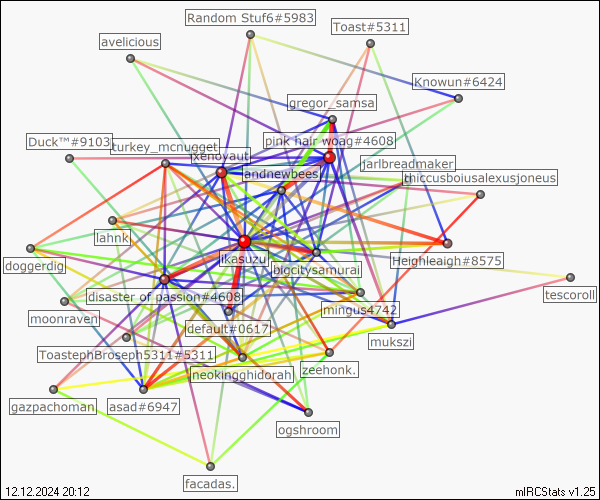 Random Stuf6#5983
Toast#5311
avelicious
Knowun#6424
gregor_samsa
Duck™#9103
turkey_mcnugget
pink hair woag#4608
xenovaut
jarlbreadmaker
andnewbees
thiccusboiusalexusjoneus
lahnk
ikasuzu
Heighleaigh#8575
doggerdig
bigcitysamurai
tescoroll
disaster of passion#4608
moonraven
default#0617
mingus4742
mukszi
ToastephBroseph5311#5311
neokingghidorah
zeehonk.
gazpachoman
asad#6947
ogshroom
facadas.
12.12.2024 20:12
mIRCStats v1.25